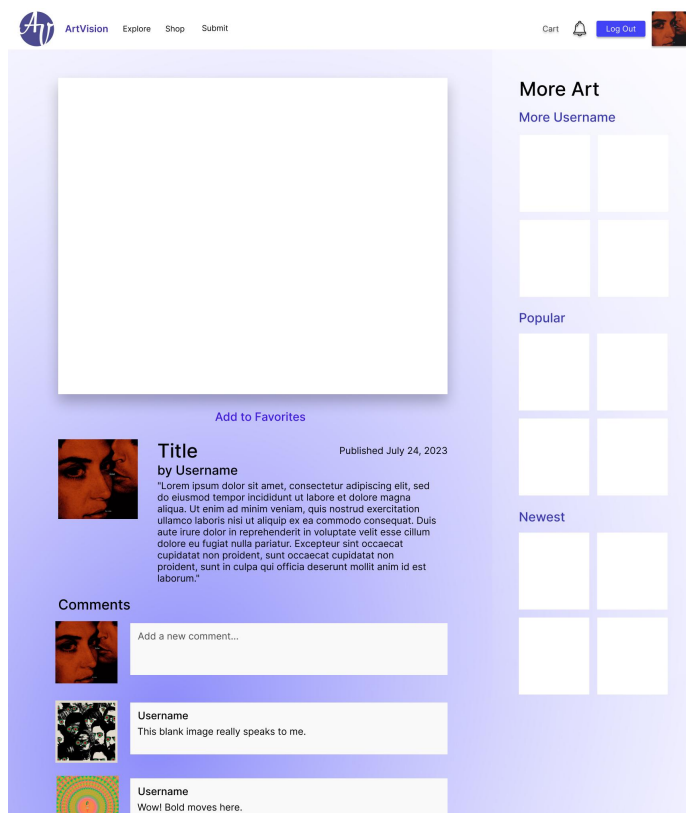 AV
ArtVision
Explore
Shop
Submit
Cart
Log Out
Add to Favorites
Title
Published July 24, 2023
by Username
"Lorem ipsum dolor sit amet, consectetur adipiscing elit, sed
do eiusmod tempor incididunt ut labore et dolore magna
aliqua. Ut enim ad minim veniam, quis nostrud exercitation
ullamco laboris nisi ut aliquip ex ea commodo consequat. Duis
aute irure dolor in reprehenderit in voluptate velit esse cillum
dolore eu fugiat nulla pariatur. Excepteur sint occaecat
cupidatat non proident, sunt occaecat cupidatat non
proident, sunt in culpa qui officia deserunt mollit anim id est
laborum."
Comments
Add a new comment...
Username
This blank image really speaks to me.
Username
Wow! Bold moves here.
More Art
More Username
Popular
Newest